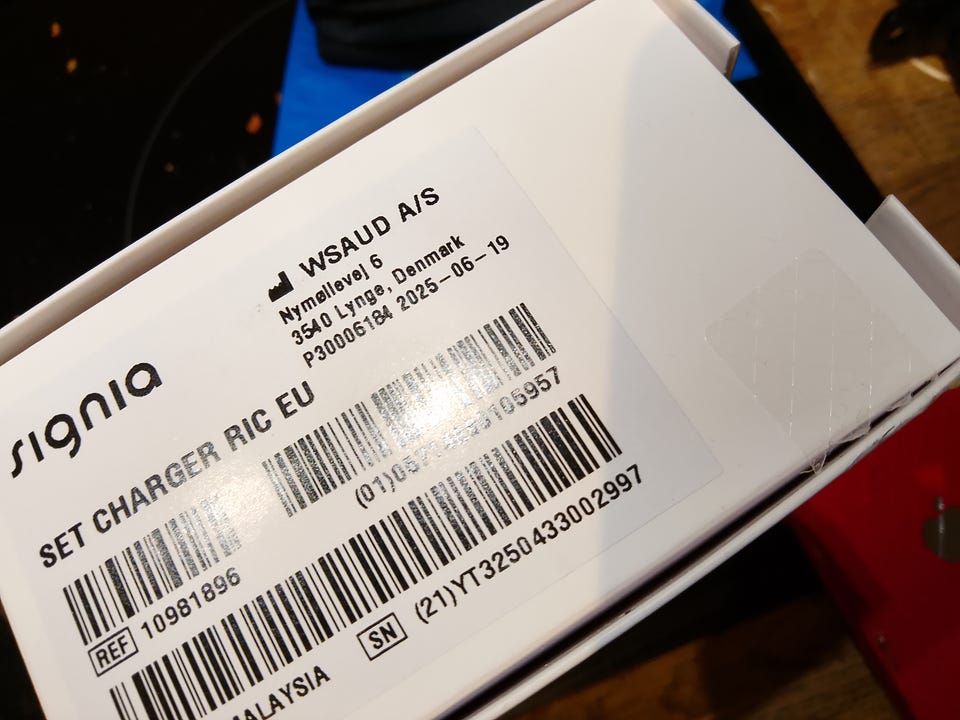 signia
WSAUD A/S
Nymøllevej 6
3540 Lynge, Denmark
P30006184 2025-06-19
SET CHARGER RIC EU
REF 10981896
SN (21)YT3250433002997